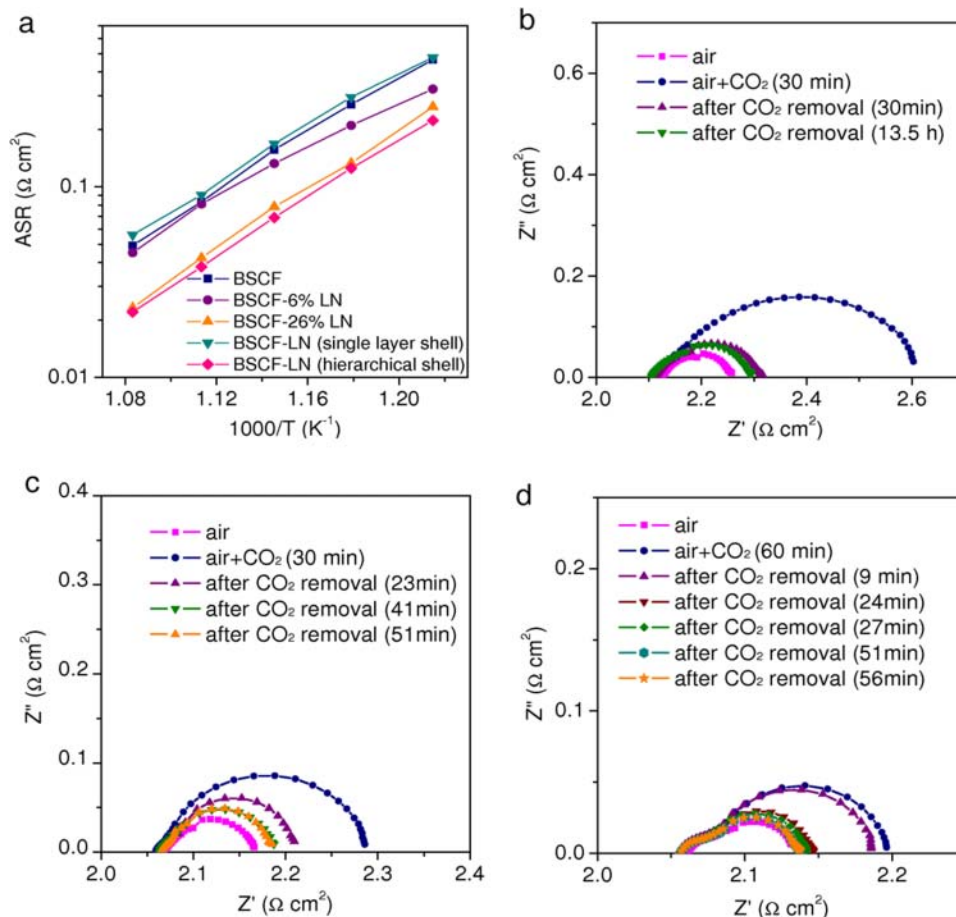 a
ASR (Ω cm²)
0.1
0.01
1.08
1.12
1.16
1.20
1000/T (K⁻¹)
BSCF
BSCF-6% LN
BSCF-26% LN
BSCF-LN (single layer shell)
BSCF-LN (hierarchical shell)
b
Z'' (Ω cm²)
0.6
0.4
0.2
0.0
2.0
2.2
2.4
2.6
Z' (Ω cm²)
air
air+CO₂ (30 min)
after CO₂ removal (30min)
after CO₂ removal (13.5 h)
c
Z'' (Ω cm²)
0.4
0.3
0.2
0.1
0.0
2.0
2.1
2.2
2.3
2.4
Z' (Ω cm²)
air
air+CO₂ (30 min)
after CO₂ removal (23min)
after CO₂ removal (41min)
after CO₂ removal (51min)
d
Z'' (Ω cm²)
0.2
0.1
0.0
2.0
2.1
2.2
Z' (Ω cm²)
air
air+CO₂ (60 min)
after CO₂ removal (9 min)
after CO₂ removal (24min)
after CO₂ removal (27min)
after CO₂ removal (51min)
after CO₂ removal (56min)